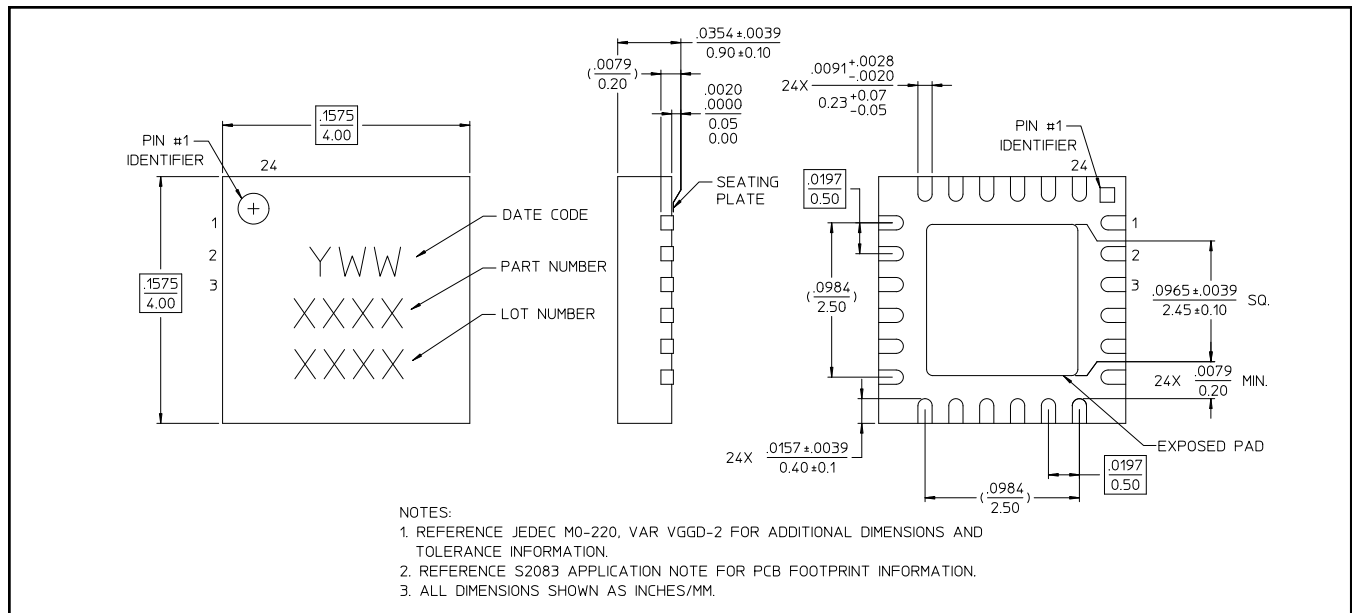 .1575
4.00
PIN #1
IDENTIFIER
24
.1575
4.00
1
2
3
YWW
XXXX
XXXX
DATE CODE
PART NUMBER
LOT NUMBER
.0354±.0039
0.90±0.10
(.0079)
0.20
.0020
.0000
0.05
0.00
SEATING
PLATE
24X .0091 +.0028
-.0020
0.23 +0.07
-0.05
PIN #1
IDENTIFIER
24
.0197
0.50
1
2
3
(.0984)
2.50
.0965±.0039 SQ.
2.45±0.10
24X .0079 MIN.
0.20
24X .0157±.0039
0.40±0.1
EXPOSED PAD
.0197
0.50
(.0984)
2.50
NOTES:
1. REFERENCE JEDEC MO-220, VAR VGGD-2 FOR ADDITIONAL DIMENSIONS AND
TOLERANCE INFORMATION.
2. REFERENCE S2083 APPLICATION NOTE FOR PCB FOOTPRINT INFORMATION.
3. ALL DIMENSIONS SHOWN AS INCHES/MM.